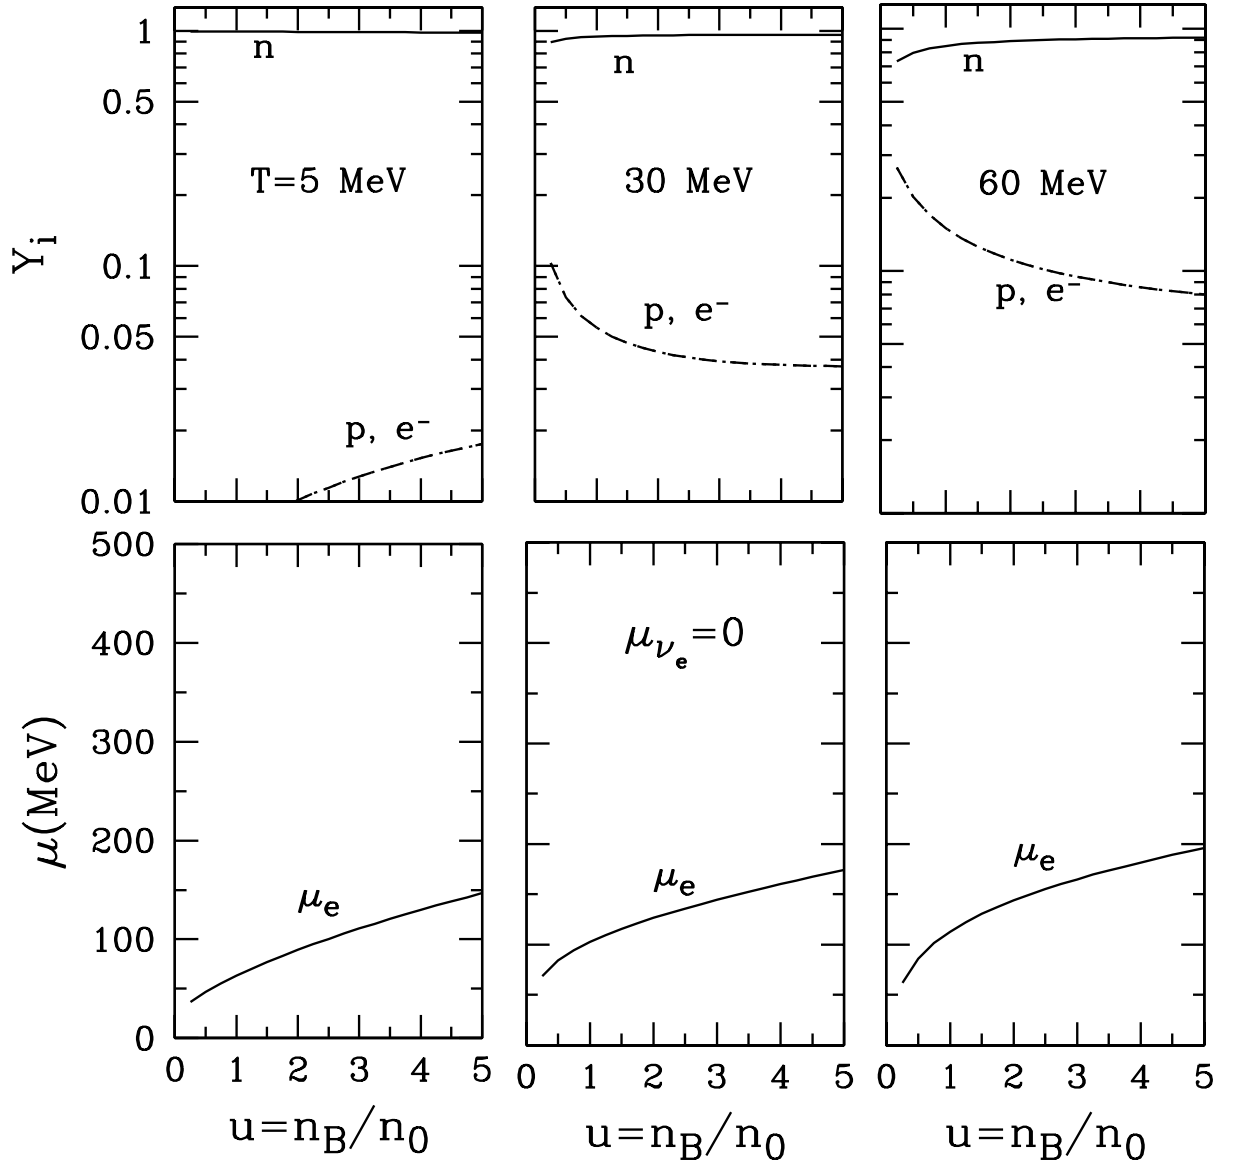 1
n
n
n
0.5
T=5 MeV
30 MeV
60 MeV
Y_i
0.1
p, e⁻
p, e⁻
0.05
p, e⁻
0.01
500
μ_{ν_e}=0
400
300
μ(MeV)
200
μ_e
μ_e
μ_e
100
0
0 1 2 3 4 5
0 1 2 3 4 5
0 1 2 3 4 5
u=n_B/n_0
u=n_B/n_0
u=n_B/n_0